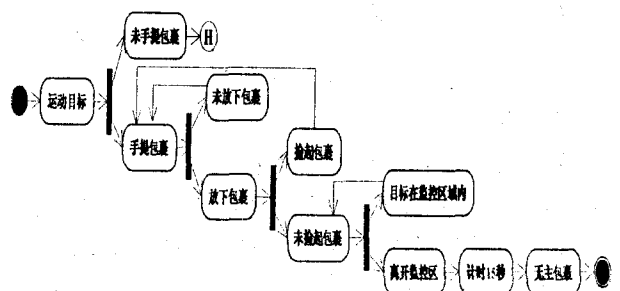 未手提包裹
H
运动目标
未放下包裹
手提包裹
捡起包裹
放下包裹
目标在监控区域内
未捡起包裹
离开监控区
计时15秒
无主包裹